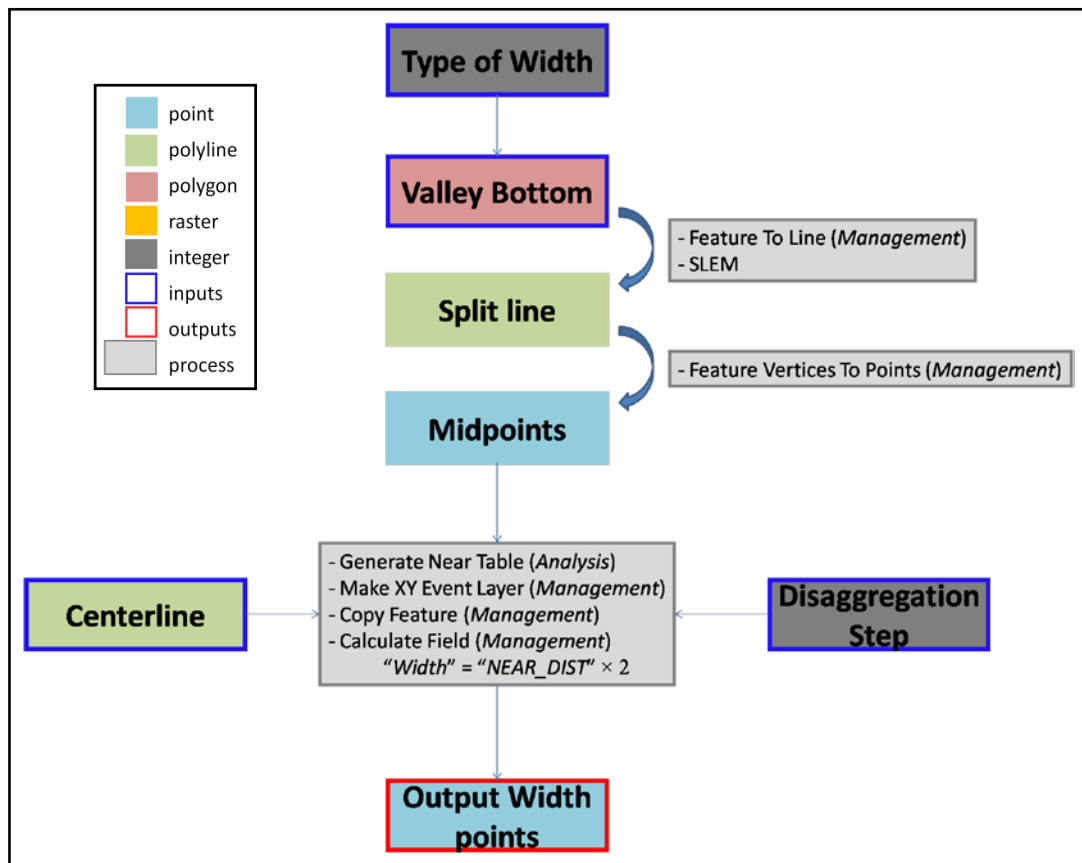 Type of Width
point
polyline
polygon
raster
integer
inputs
outputs
process
Valley Bottom
- Feature To Line (Management)
- SLEM
Split line
- Feature Vertices To Points (Management)
Midpoints
- Generate Near Table (Analysis)
- Make XY Event Layer (Management)
- Copy Feature (Management)
- Calculate Field (Management)
“Width” = “NEAR_DIST” × 2
Centerline
Disaggregation
Step
Output Width
points